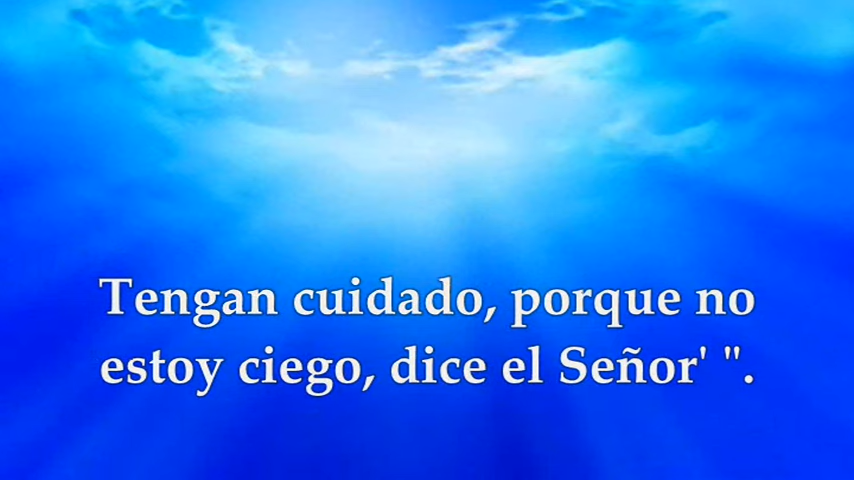 Tengan cuidado, porque no
estoy ciego, dice el Señor' ".